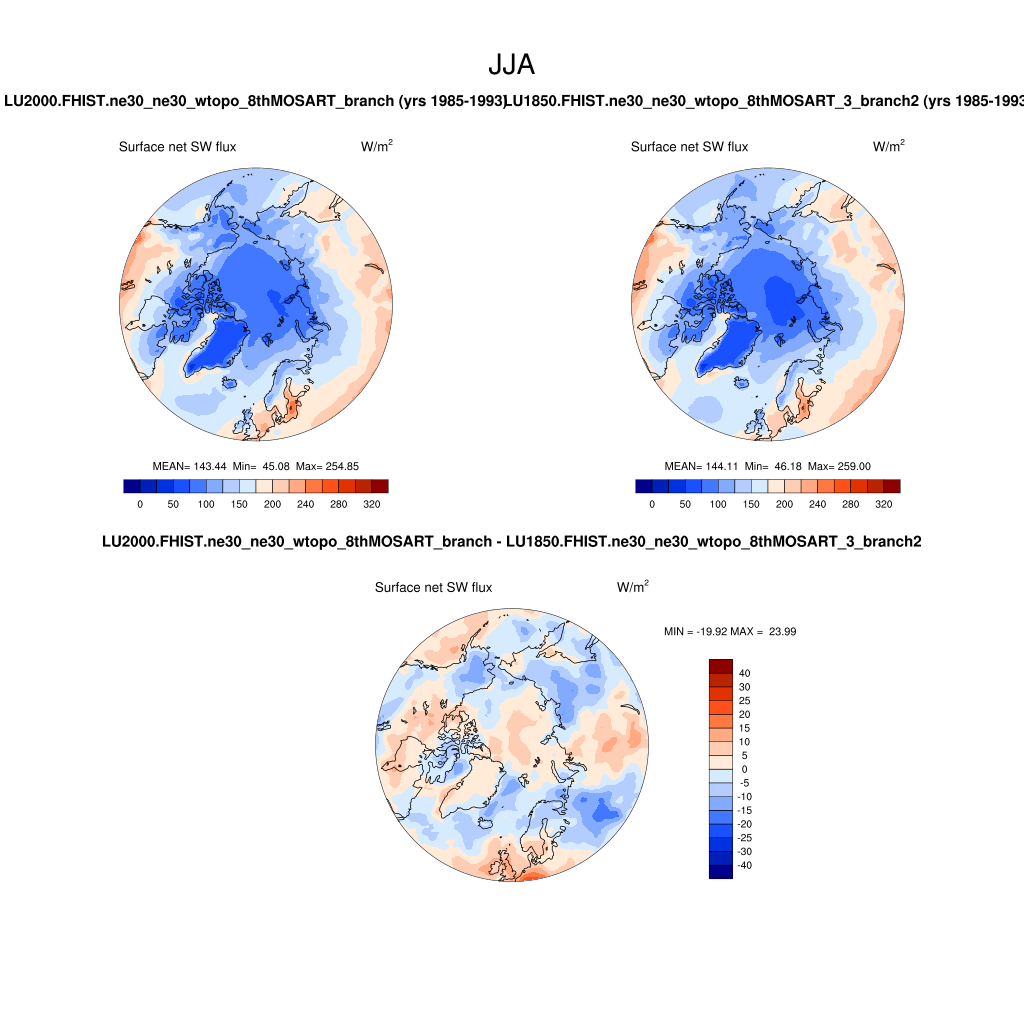 JJA
LU2000.FHIST.ne30_ne30_wtopo_8thMOSART_branch (yrs 1985-1993)
LU1850.FHIST.ne30_ne30_wtopo_8thMOSART_3_branch2 (yrs 1985-1993
Surface net SW flux W/m2
Surface net SW flux W/m2
MEAN= 143.44 Min= 45.08 Max= 254.85
MEAN= 144.11 Min= 46.18 Max= 259.00
0 50 100 150 200 240 280 320
0 50 100 150 200 240 280 320
LU2000.FHIST.ne30_ne30_wtopo_8thMOSART_branch - LU1850.FHIST.ne30_ne30_wtopo_8thMOSART_3_branch2
Surface net SW flux W/m2
MIN = -19.92 MAX = 23.99
40
30
25
20
15
10
5
0
-5
-10
-15
-20
-25
-30
-40